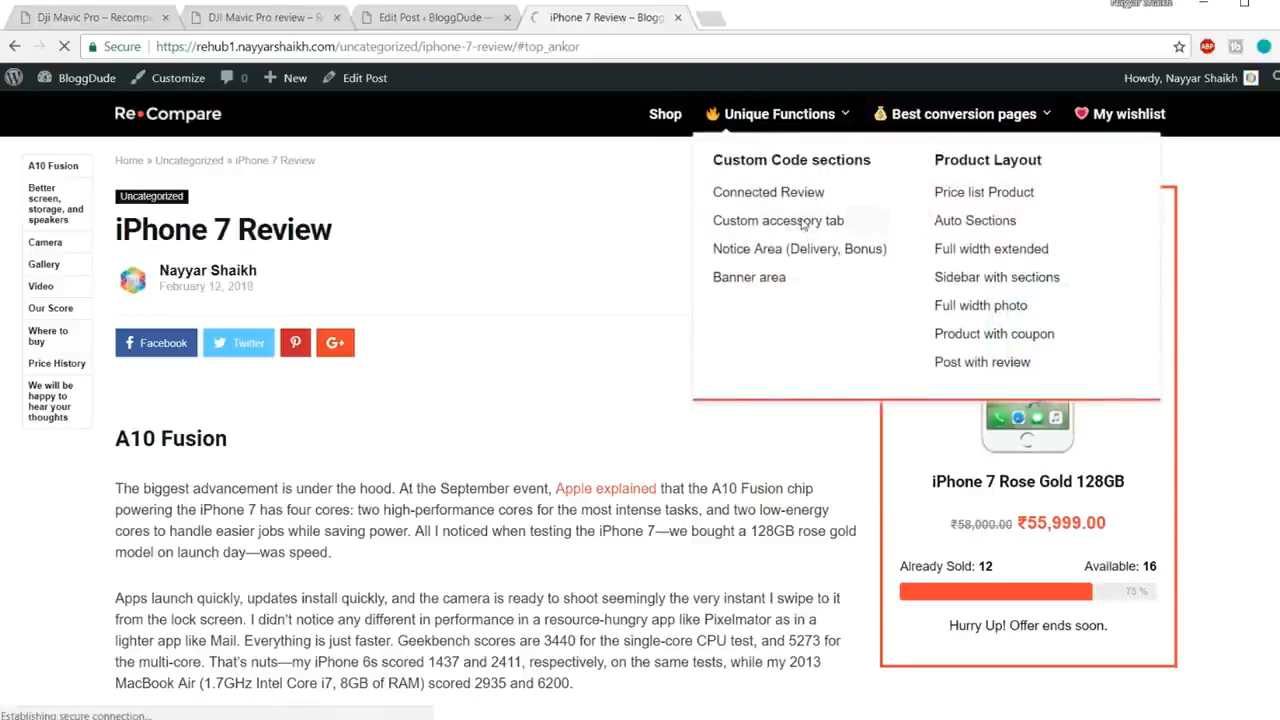 Nayyar Shaikh
Dji Mavic Pro – Recomp
DJI Mavic Pro review – R
Edit Post ‹ BloggDude —
iPhone 7 Review – Blogg
Secure
https://rehub1.nayyarshaikh.com/uncategorized/iphone-7-review/#top_ankor
ABP
BloggDude
Customize
0
New
Edit Post
Howdy, Nayyar Shaikh
Re•Compare
Shop
Unique Functions
Best conversion pages
My wishlist
Custom Code sections
Connected Review
Custom accessory tab
Notice Area (Delivery, Bonus)
Banner area
Product Layout
Price list Product
Auto Sections
Full width extended
Sidebar with sections
Full width photo
Product with coupon
Post with review
A10 Fusion
Better
screen,
storage, and
speakers
Camera
Gallery
Video
Our Score
Where to
buy
Price History
We will be
happy to
hear your
thoughts
Home » Uncategorized » iPhone 7 Review
Uncategorized
iPhone 7 Review
Nayyar Shaikh
February 12, 2018
Facebook
Twitter
G+
A10 Fusion
The biggest advancement is under the hood. At the September event, Apple explained that the A10 Fusion chip
powering the iPhone 7 has four cores: two high-performance cores for the most intense tasks, and two low-energy
cores to handle easier jobs while saving power. All I noticed when testing the iPhone 7—we bought a 128GB rose gold
model on launch day—was speed.
Apps launch quickly, updates install quickly, and the camera is ready to shoot seemingly the very instant I swipe to it
from the lock screen. I didn't notice any different in performance in a resource-hungry app like Pixelmator as in a
lighter app like Mail. Everything is just faster. Geekbench scores are 3440 for the single-core CPU test, and 5273 for
the multi-core. That's nuts—my iPhone 6s scored 1437 and 2411, respectively, on the same tests, while my 2013
MacBook Air (1.7GHz Intel Core i7, 8GB of RAM) scored 2935 and 6200.
iPhone 7 Rose Gold 128GB
₹58,000.00 ₹55,999.00
Already Sold: 12
Available: 16
75 %
Hurry Up! Offer ends soon.
Establishing secure connection...